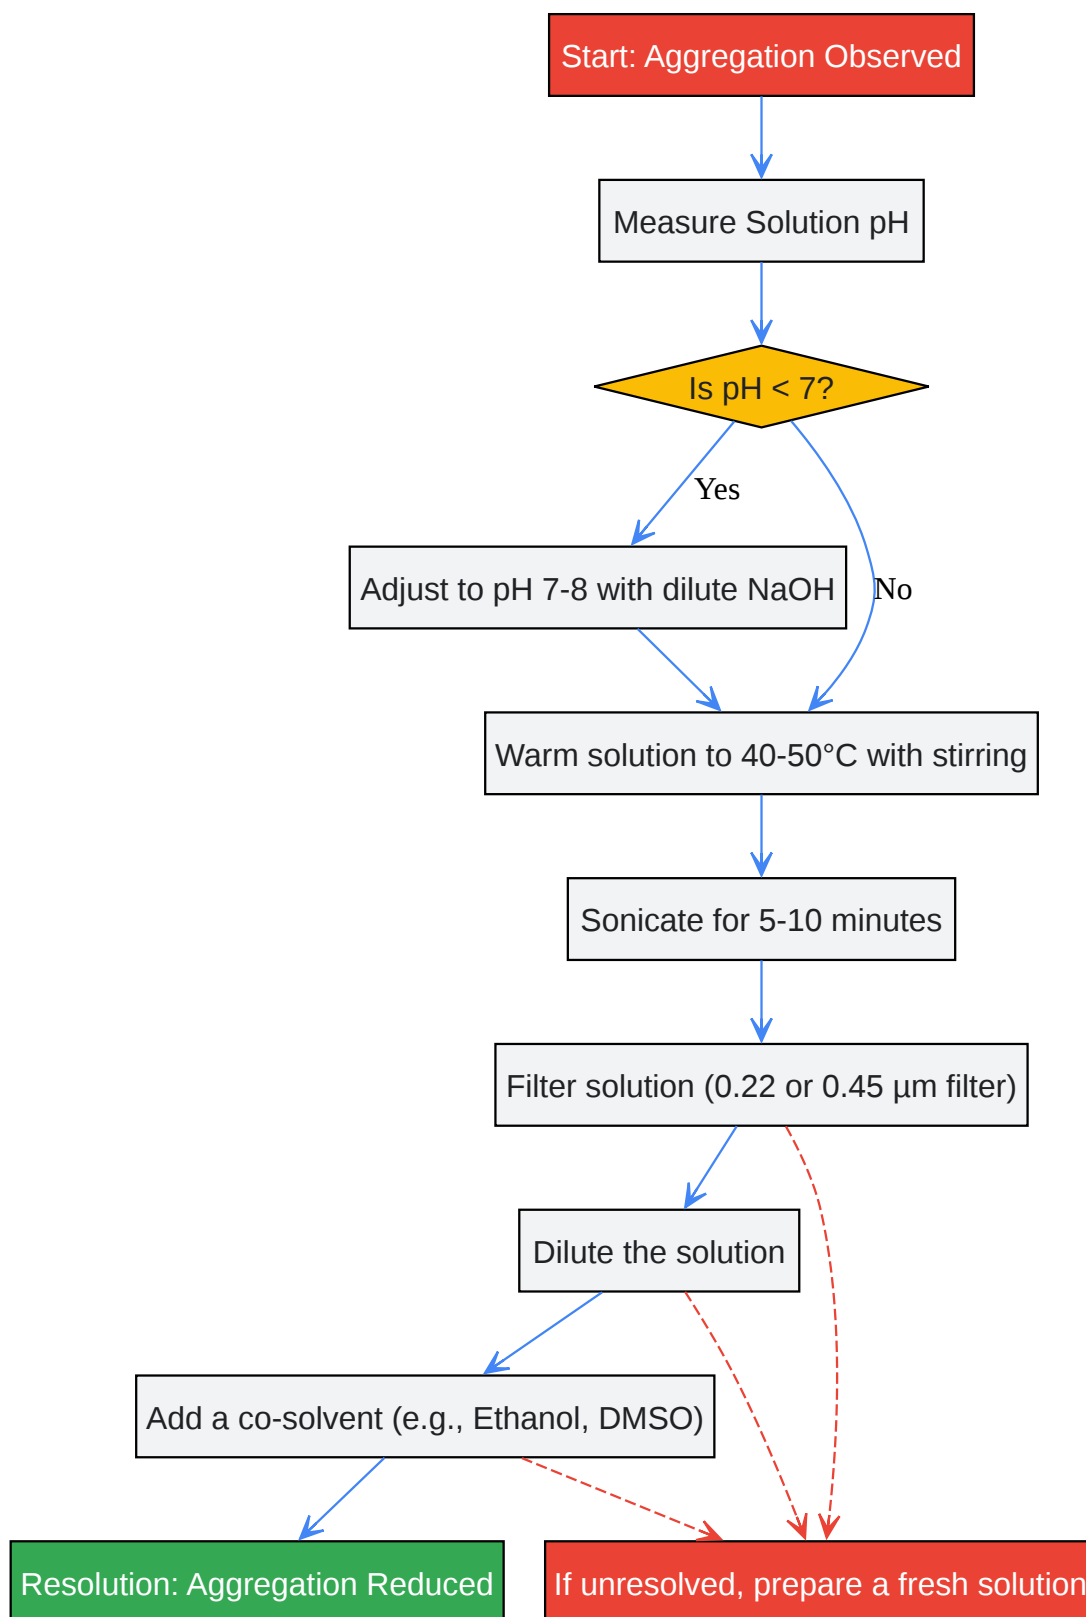 Start: Aggregation Observed
Measure Solution pH
Is pH < 7?
Yes
Adjust to pH 7-8 with dilute NaOH
No
Warm solution to 40-50°C with stirring
Sonicate for 5-10 minutes
Filter solution (0.22 or 0.45 µm filter)
Dilute the solution
Add a co-solvent (e.g., Ethanol, DMSO)
Resolution: Aggregation Reduced
If unresolved, prepare a fresh solution